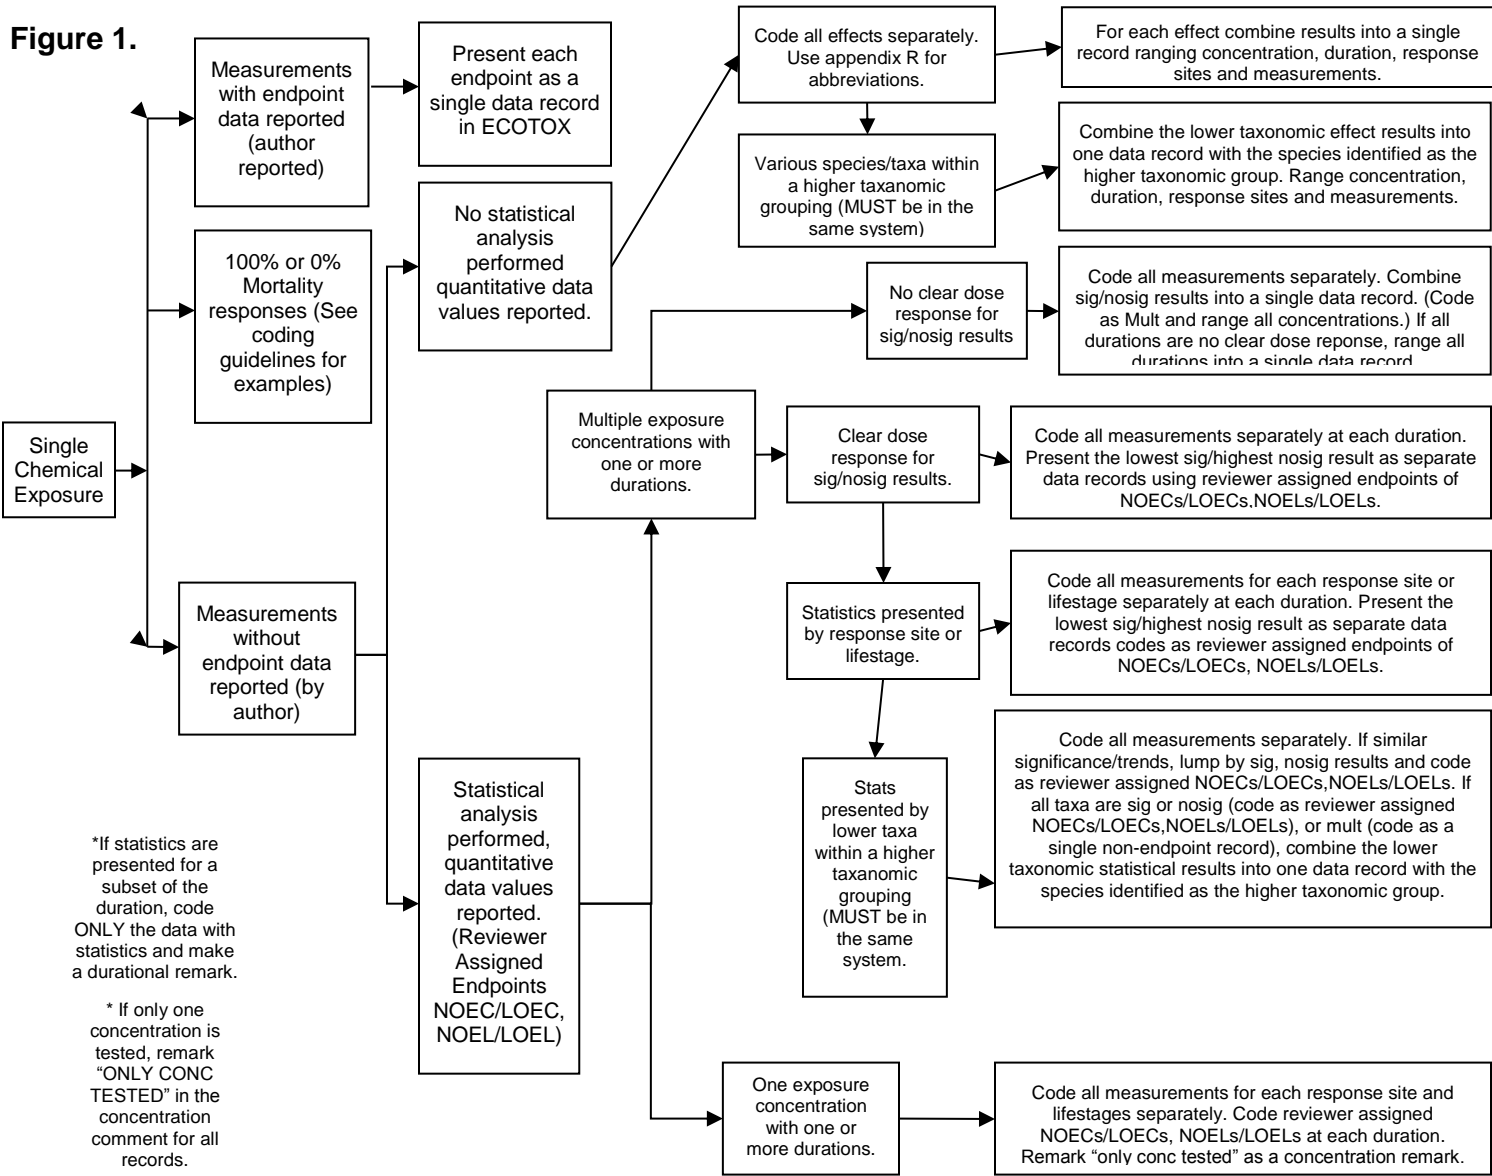 Figure 1.
Single
Chemical
Exposure
Measurements
with endpoint
data reported
(author
reported)
Present each
endpoint as a
single data record
in ECOTOX
100% or 0%
Mortality
responses (See
coding
guidelines for
examples)
Measurements
without
endpoint data
reported (by
author)
No statistical
analysis
performed
quantitative data
values reported.
Code all effects separately.
Use appendix R for
abbreviations.
For each effect combine results into a single
record ranging concentration, duration, response
sites and measurements.
Various species/taxa within
a higher taxanomic
grouping (MUST be in the
same system)
Combine the lower taxonomic effect results into
one data record with the species identified as the
higher taxonomic group. Range concentration,
duration, response sites and measurements.
Statistical
analysis
performed,
quantitative
data values
reported.
(Reviewer
Assigned
Endpoints
NOEC/LOEC,
NOEL/LOEL)
Multiple exposure
concentrations with
one or more
durations.
No clear dose
response for
sig/nosig results
Code all measurements separately. Combine
sig/nosig results into a single data record. (Code
as Mult and range all concentrations.) If all
durations are no clear dose reponse, range all
durations into a single data record
Clear dose
response for
sig/nosig results.
Code all measurements separately at each duration.
Present the lowest sig/highest nosig result as separate
data records using reviewer assigned endpoints of
NOECs/LOECs,NOELs/LOELs.
Statistics presented
by response site or
lifestage.
Code all measurements for each response site or
lifestage separately at each duration. Present the
lowest sig/highest nosig result as separate data
records codes as reviewer assigned endpoints of
NOECs/LOECs, NOELs/LOELs.
Stats
presented by
lower taxa
within a higher
taxanomic
grouping
(MUST be in
the same
system.
Code all measurements separately. If similar
significance/trends, lump by sig, nosig results and code
as reviewer assigned NOECs/LOECs,NOELs/LOELs. If
all taxa are sig or nosig (code as reviewer assigned
NOECs/LOECs,NOELs/LOELs), or mult (code as a
single non-endpoint record), combine the lower
taxonomic statistical results into one data record with the
species identified as the higher taxonomic group.
One exposure
concentration
with one or
more durations.
Code all measurements for each response site and
lifestages separately. Code reviewer assigned
NOECs/LOECs, NOELs/LOELs at each duration.
Remark “only conc tested” as a concentration remark.
*If statistics are
presented for a
subset of the
duration, code
ONLY the data with
statistics and make
a durational remark.
* If only one
concentration is
tested, remark
“ONLY CONC
TESTED” in the
concentration
comment for all
records.